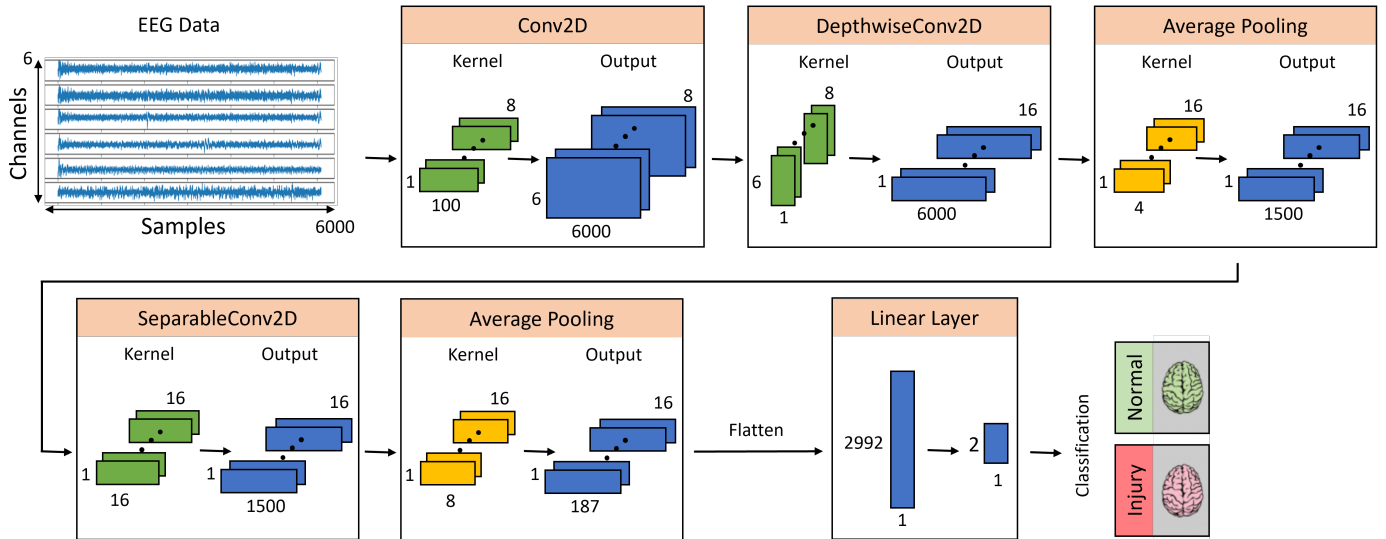 EEG Data
6
Channels
Samples
6000
Conv2D
Kernel
Output
8
8
1
100
6
6000
DepthwiseConv2D
Kernel
Output
8
16
6
1
1
6000
Average Pooling
Kernel
Output
16
16
1
4
1
1500
SeparableConv2D
Kernel
Output
16
16
1
16
1
1500
Average Pooling
Kernel
Output
16
16
1
8
1
187
Flatten
Linear Layer
2992
1
2
1
Classification
Normal
Injury